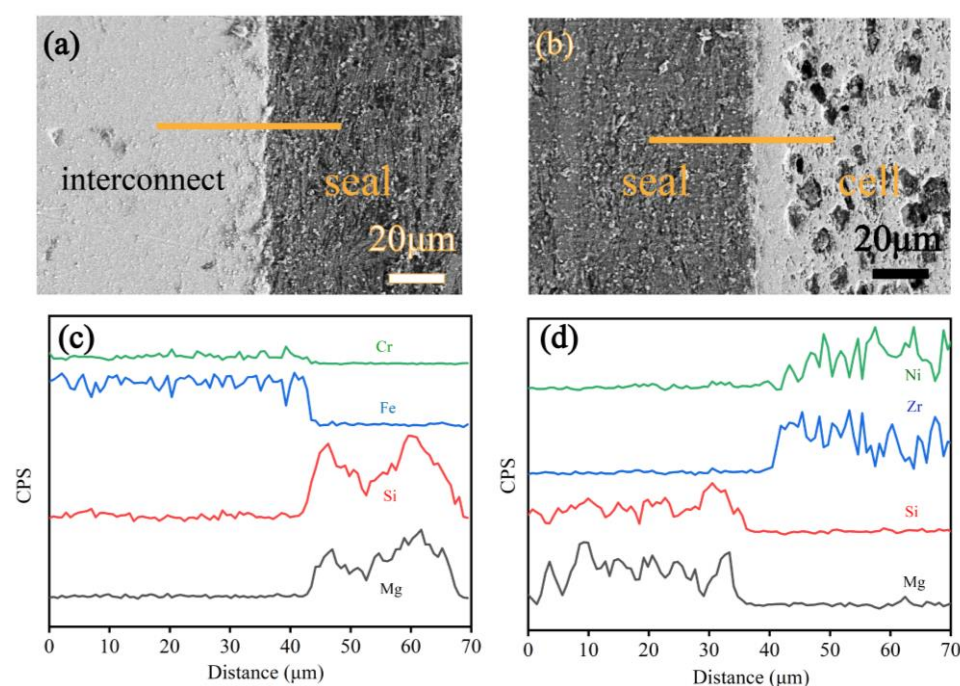 (a)
interconnect
seal
20μm
(b)
seal
cell
20μm
(c)
Cr
Fe
Si
Mg
CPS
0 10 20 30 40 50 60 70
Distance (μm)
(d)
Ni
Zr
Si
Mg
CPS
0 10 20 30 40 50 60 70
Distance (μm)